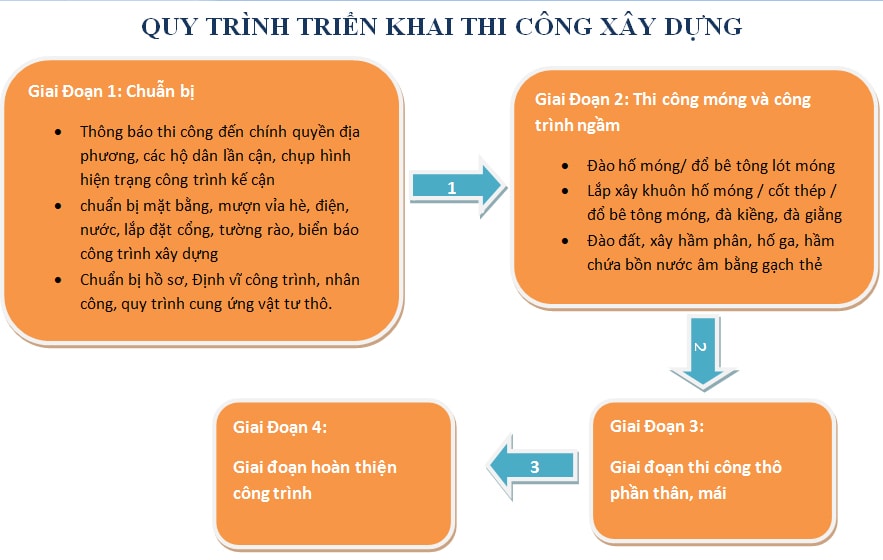 QUY TRÌNH TRIỂN KHAI THI CÔNG XÂY DỰNG
Giai Đoạn 1: Chuẫn bị
Thông báo thi công đến chính quyền địa
phương, các hộ dân lần cận, chụp hình
hiện trạng công trình kế cận
chuẩn bị mặt bằng, mượn vỉa hè, điện,
nước, lắp đặt cổng, tường rào, biển báo
công trình xây dựng
Chuẩn bị hồ sơ, Định vĩ công trình, nhân
công, quy trình cung ứng vật tư thô.
1
Giai Đoạn 2: Thi công móng và công
trình ngầm
Đào hố móng/ đổ bê tông lót móng
Lắp xây khuôn hố móng / cốt thép /
đổ bê tông móng, đà kiềng, đà giằng
Đào đất, xây hầm phân, hố ga, hầm
chứa bồn nước âm bằng gạch thẻ
2
Giai Đoạn 3:
Giai đoạn thi công thô
phần thân, mái
3
Giai Đoạn 4:
Giai đoạn hoàn thiện
công trình